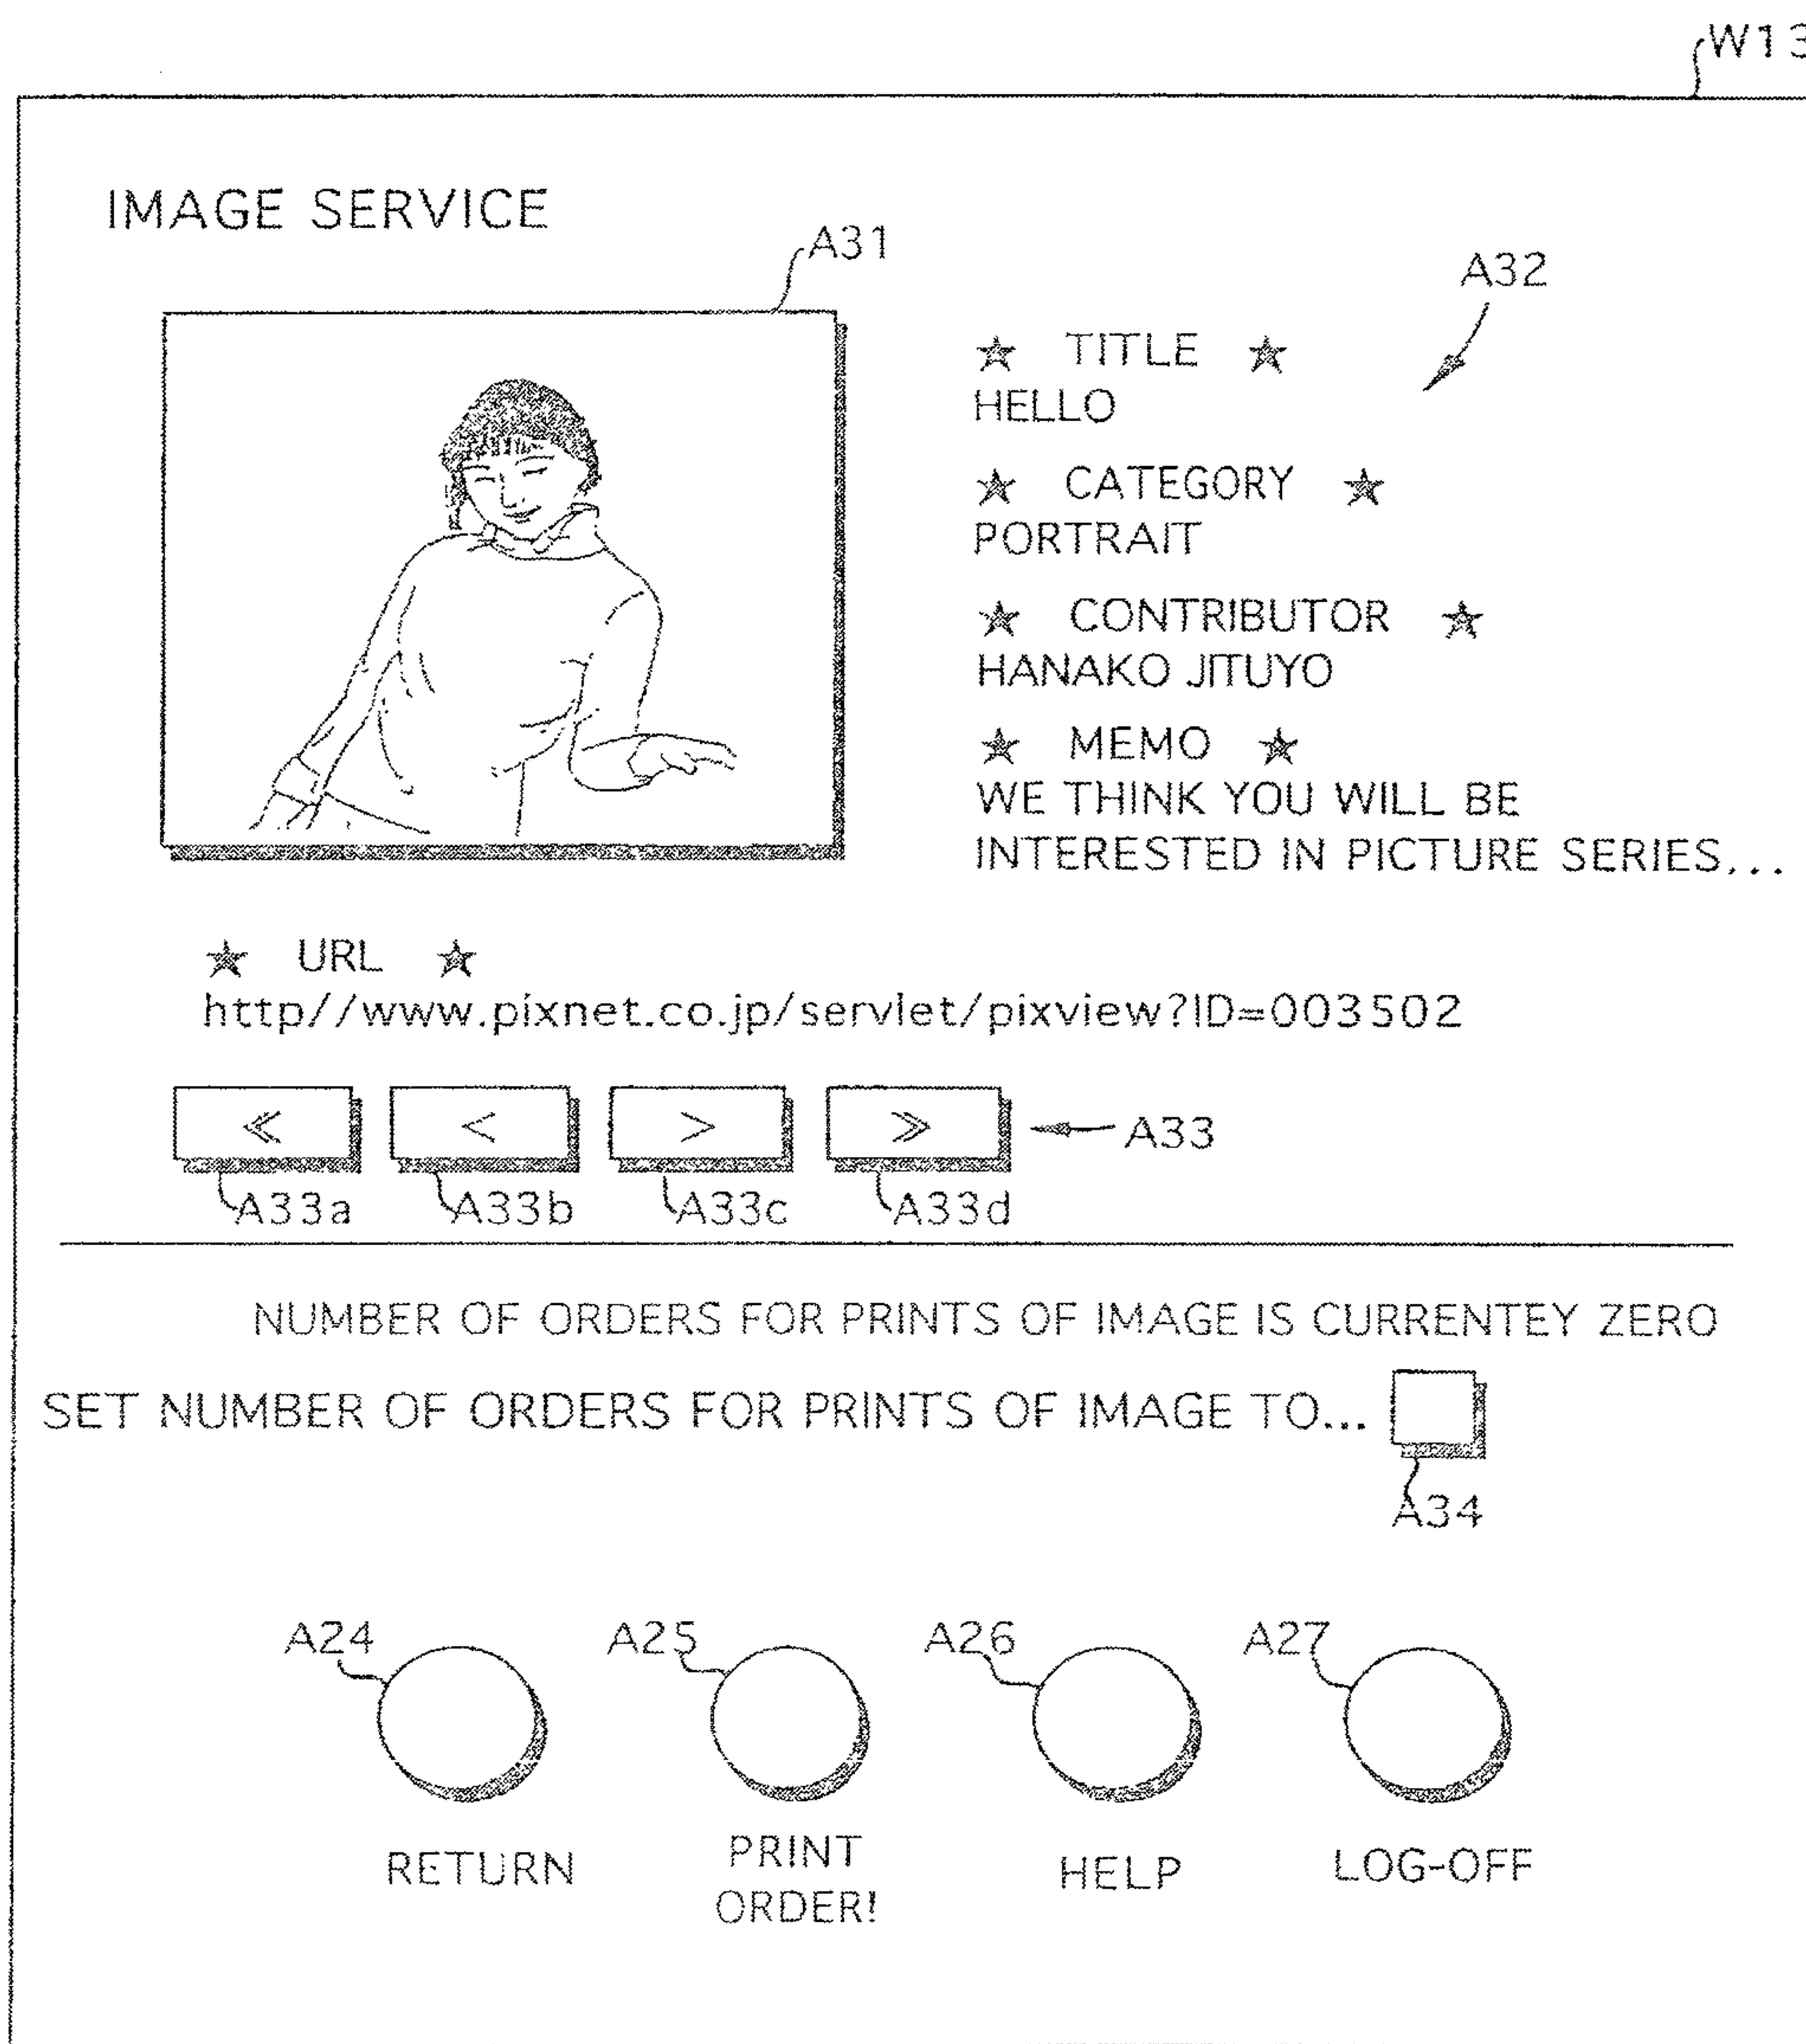 W13
IMAGE SERVICE
A31
A32
☆ TITLE ☆
HELLO
☆ CATEGORY ☆
PORTRAIT
☆ CONTRIBUTOR ☆
HANAKO JITUYO
☆ MEMO ☆
WE THINK YOU WILL BE
INTERESTED IN PICTURE SERIES...
☆ URL ☆
http//www.pixnet.co.jp/servlet/pixview?ID=003502
≪ < > ≫ A33
A33a A33b A33c A33d
NUMBER OF ORDERS FOR PRINTS OF IMAGE IS CURRENTEY ZERO
SET NUMBER OF ORDERS FOR PRINTS OF IMAGE TO...
A34
A24 A25 A26 A27
RETURN PRINT ORDER! HELP LOG-OFF